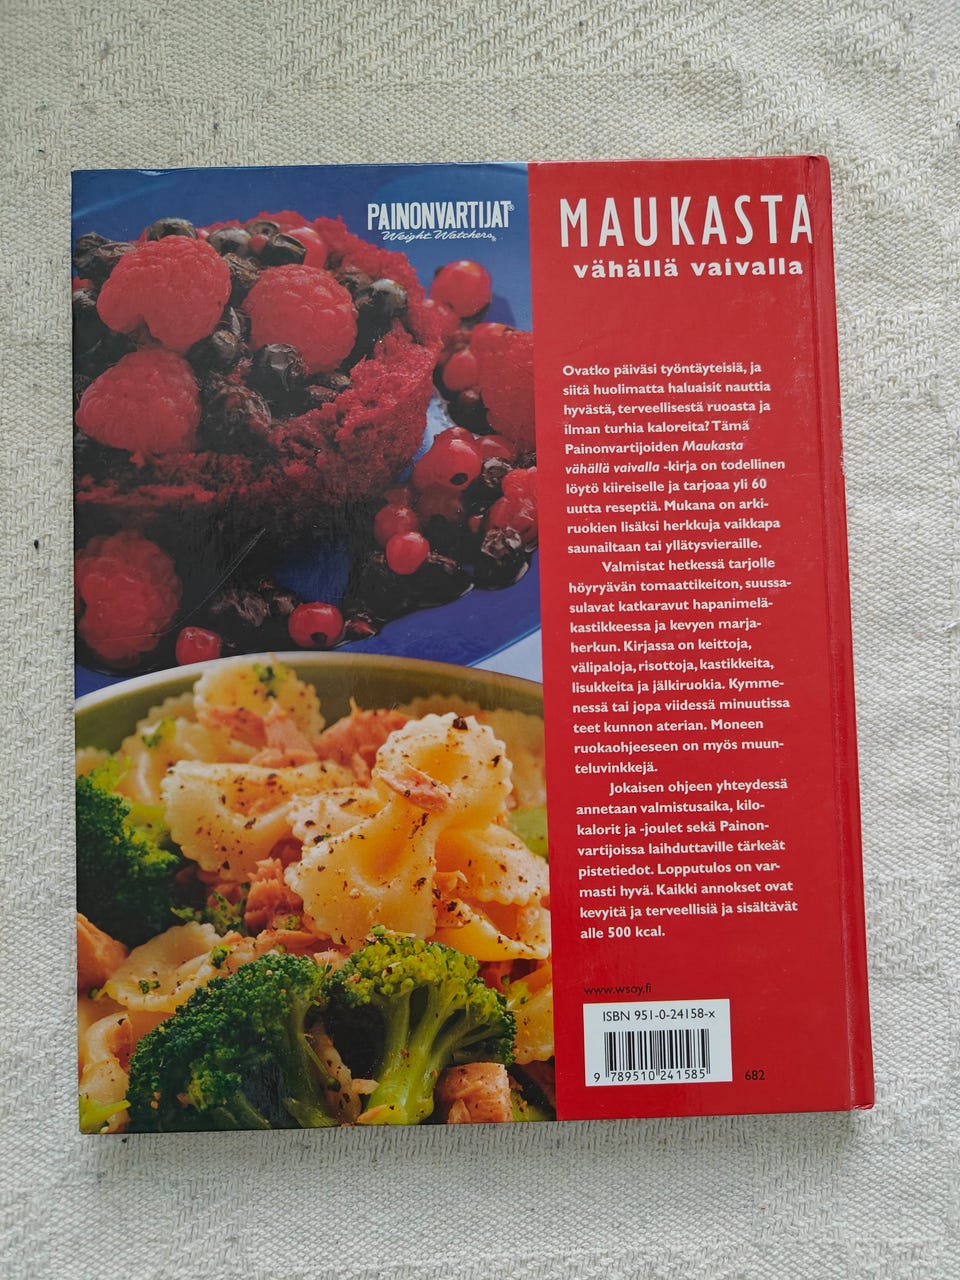 PAINONVARTIJAT®
Weight Watchers®
MAUKASTA
vähällä vaivalla
Ovatko päiväsi työntäyteisiä, ja
siitä huolimatta haluaisit nauttia
hyvästä, terveellisestä ruoasta ja
ilman turhia kaloreita? Tämä
Painonvartijoiden Maukasta
vähällä vaivalla -kirja on todellinen
löytö kiireiselle ja tarjoaa yli 60
uutta reseptiä. Mukana on arki-
ruokien lisäksi herkkuja vaikkapa
saunailtaan tai yllätysvieraille.
Valmistat hetkessä tarjolle
höyryävän tomaattikeiton, suussa-
sulavat katkaravut hapanimelä-
kastikkeessa ja kevyen marja-
herkun. Kirjassa on keittoja,
välipaloja, risottoja, kastikkeita,
lisukkeita ja jälkiruokia. Kymme-
nessä tai jopa viidessä minuutissa
teet kunnon aterian. Moneen
ruokaohjeeseen on myös muun-
teluvinkkejä.
Jokaisen ohjeen yhteydessä
annetaan valmistusaika, kilo-
kalorit ja -joulet sekä Painon-
vartijoissa laihduttaville tärkeät
pistetiedot. Lopputulos on var-
masti hyvä. Kaikki annokset ovat
kevyitä ja terveellisiä ja sisältävät
alle 500 kcal.
www.wsoy.fi
ISBN 951-0-24158-x
9 789510 241585
682